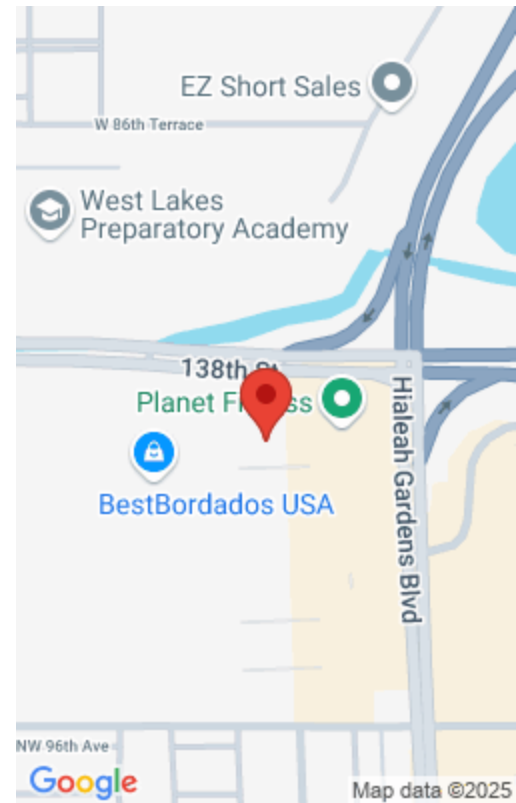 EZ Short Sales
W 86th Terrace
West Lakes
Preparatory Academy
138th St
Planet Fitness
Hialeah Gardens Blvd
BestBordados USA
NW 96th Ave
Google
Map data ©2025